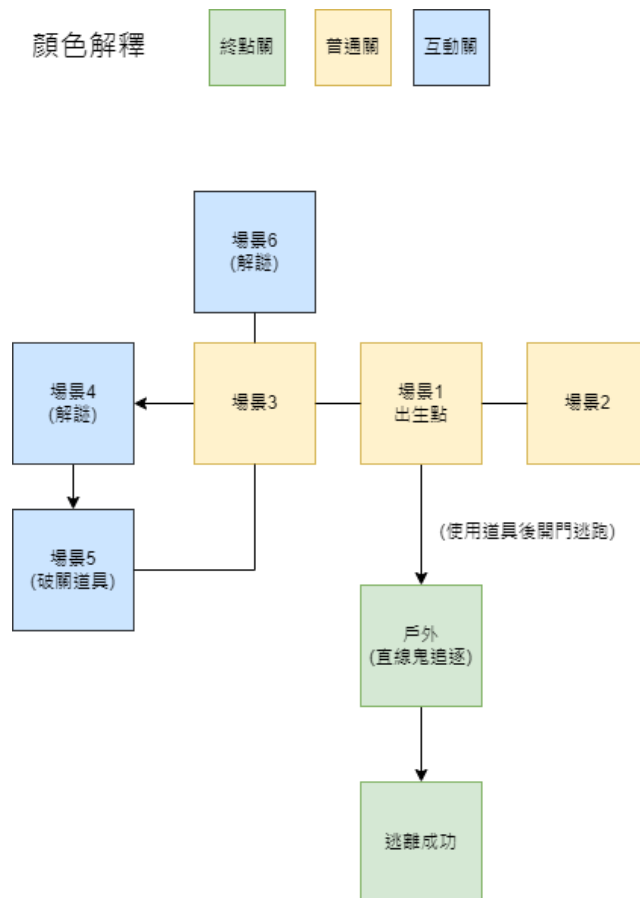 顏色解釋
終點關
普通關
互動關
場景6
(解謎)
場景4
(解謎)
場景3
場景1
出生點
場景2
場景5
(破關道具)
(使用道具後開門逃跑)
戶外
(直線鬼追逐)
逃離成功